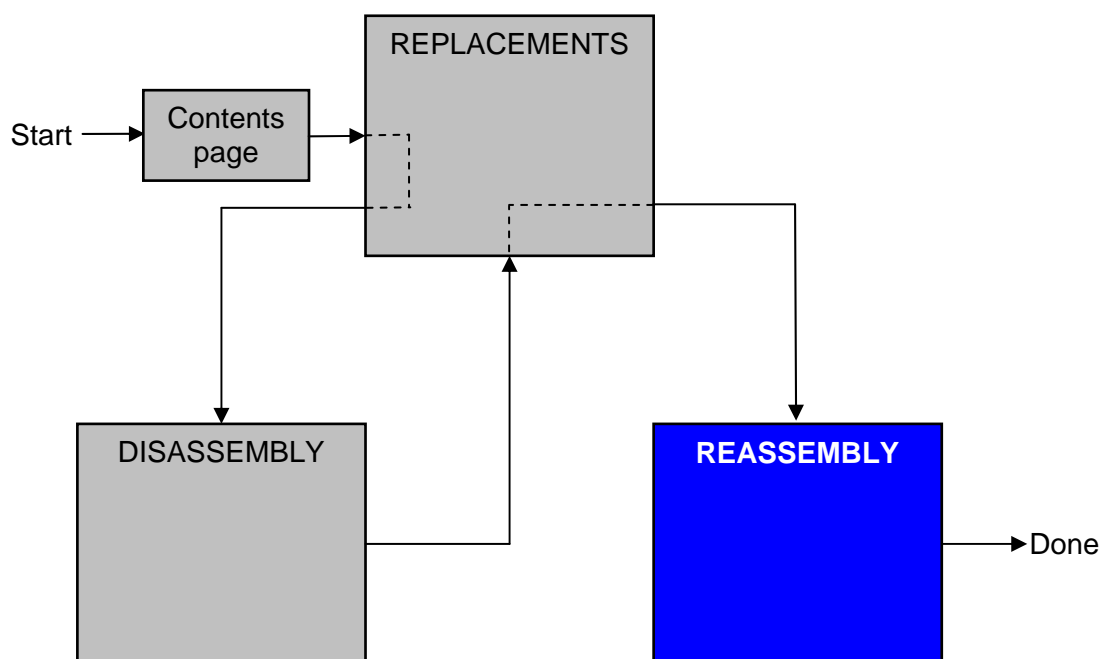 REPLACEMENTS
Start
Contents
page
DISASSEMBLY
REASSEMBLY
Done